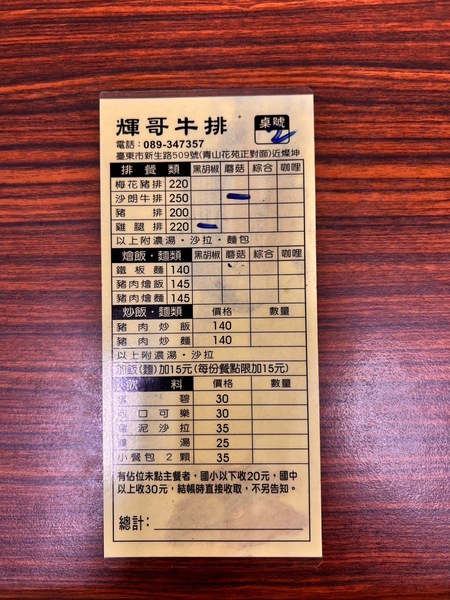 輝哥牛排
桌號
電話：089-347357
臺東市新生路509號(青山花苑正對面)近燦坤
排餐類 黑胡椒 蘑菇 綜合 咖哩
梅花豬排 220
沙朗牛排 250
豬排 200
雞腿排 220
以上附濃湯・沙拉・麵包
燴飯・麵類 黑胡椒 蘑菇 綜合 咖哩
鐵板麵 140
豬肉燴飯 145
豬肉燴麵 145
炒飯・麵類 價格 數量
豬肉炒飯 140
豬肉炒麵 140
以上附濃湯・沙拉
加飯(麵)加15元(每份餐點限加15元)
飲料 價格 數量
碧 30
口可樂 30
泥沙拉 35
湯 25
小餐包2顆 35
有佔位未點主餐者，國小以下收20元，國中
以上收30元，結帳時直接收取，不另告知。
總計：